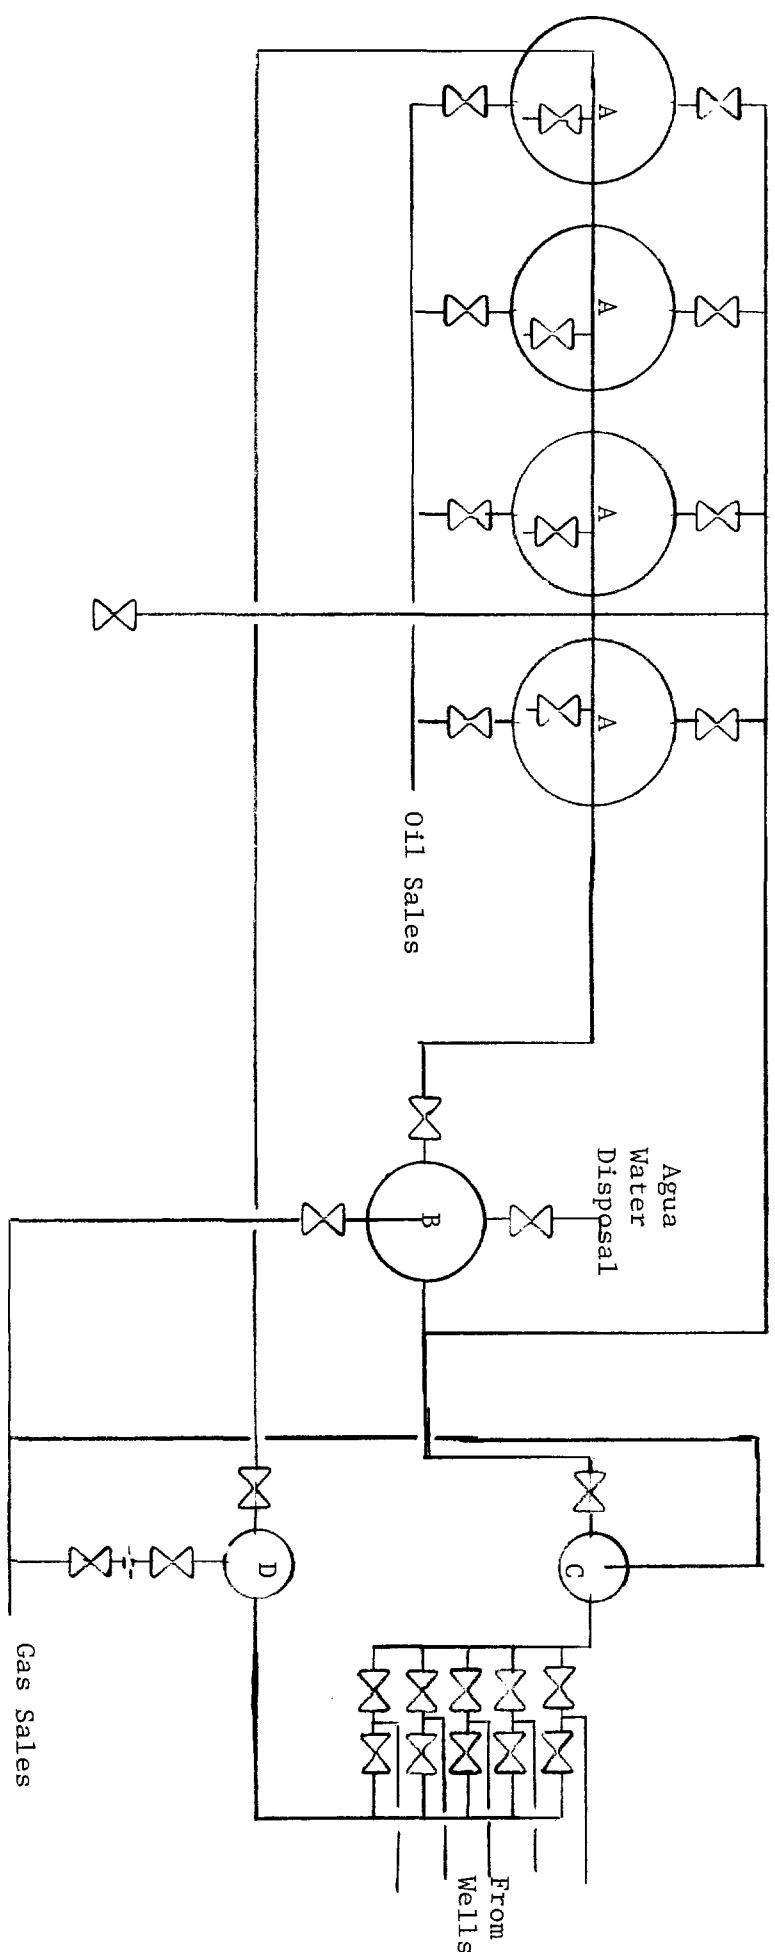 A
A
A
A
Oil Sales
Agua
Water
Disposal
B
C
D
From
Wells
Gas Sales